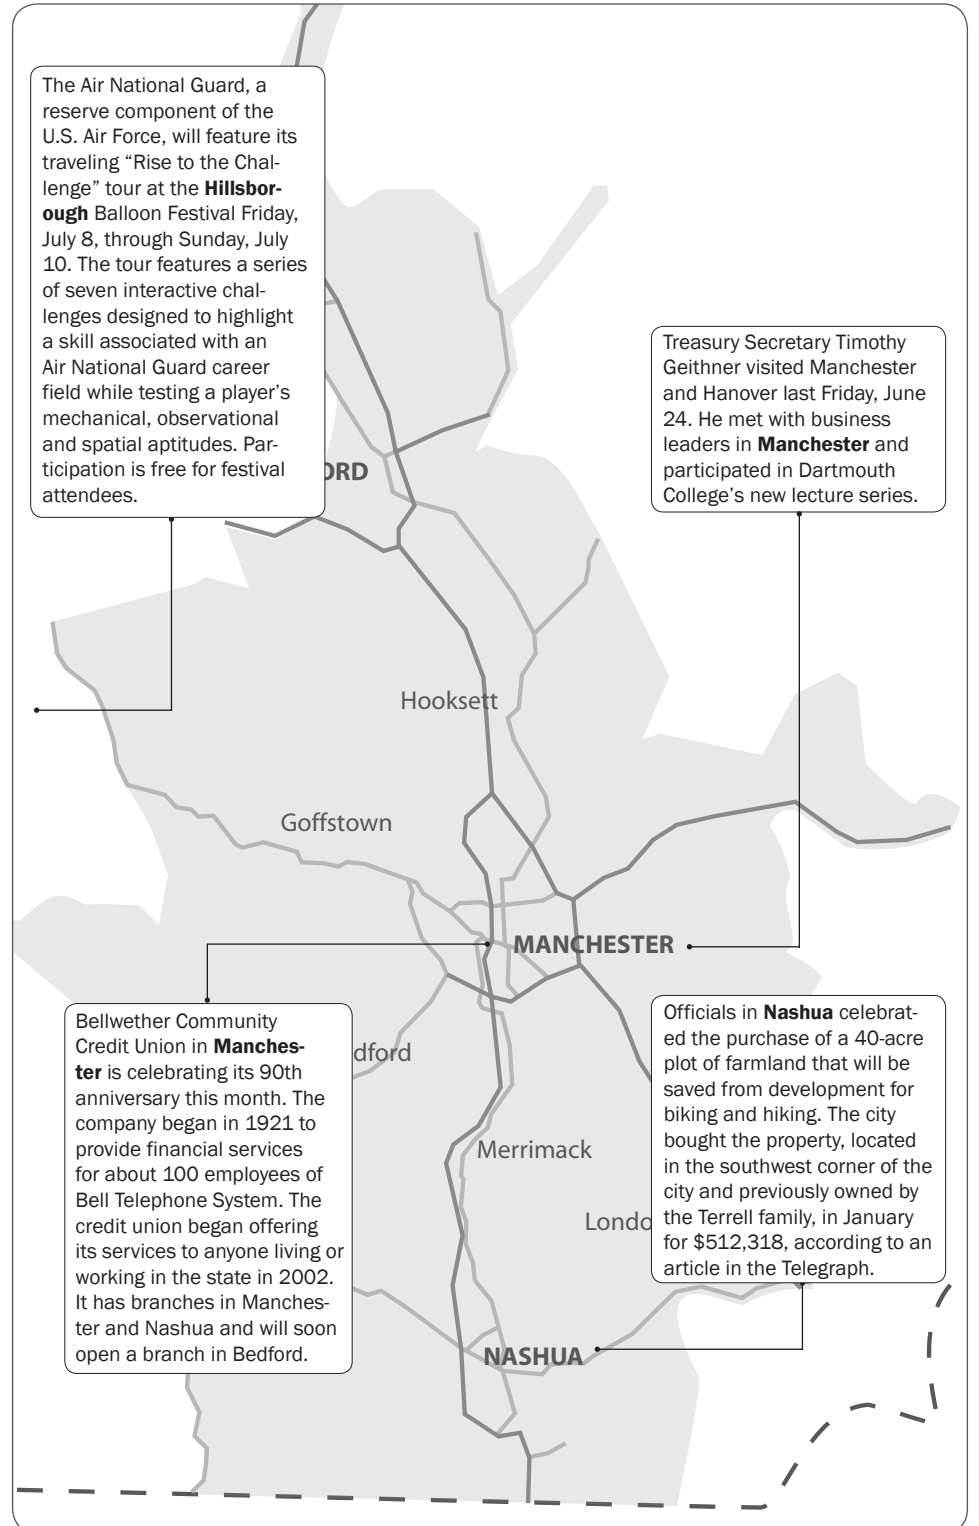 The Air National Guard, a
reserve component of the
U.S. Air Force, will feature its
traveling “Rise to the Chal-
lenge” tour at the Hillsbor-
ough Balloon Festival Friday,
July 8, through Sunday, July
10. The tour features a series
of seven interactive chal-
lenges designed to highlight
a skill associated with an
Air National Guard career
field while testing a player’s
mechanical, observational
and spatial aptitudes. Par-
ticipation is free for festival
attendees.
Treasury Secretary Timothy
Geithner visited Manchester
and Hanover last Friday, June
24. He met with business
leaders in Manchester and
participated in Dartmouth
College’s new lecture series.
ORD
Hooksett
Goffstown
MANCHESTER
Bellwether Community
Credit Union in Manches-
ter is celebrating its 90th
anniversary this month. The
company began in 1921 to
provide financial services
for about 100 employees of
Bell Telephone System. The
credit union began offering
its services to anyone living or
working in the state in 2002.
It has branches in Manches-
ter and Nashua and will soon
open a branch in Bedford.
dford
Merrimack
Londo
Officials in Nashua celebrat-
ed the purchase of a 40-acre
plot of farmland that will be
saved from development for
biking and hiking. The city
bought the property, located
in the southwest corner of the
city and previously owned by
the Terrell family, in January
for $512,318, according to an
article in the Telegraph.
NASHUA